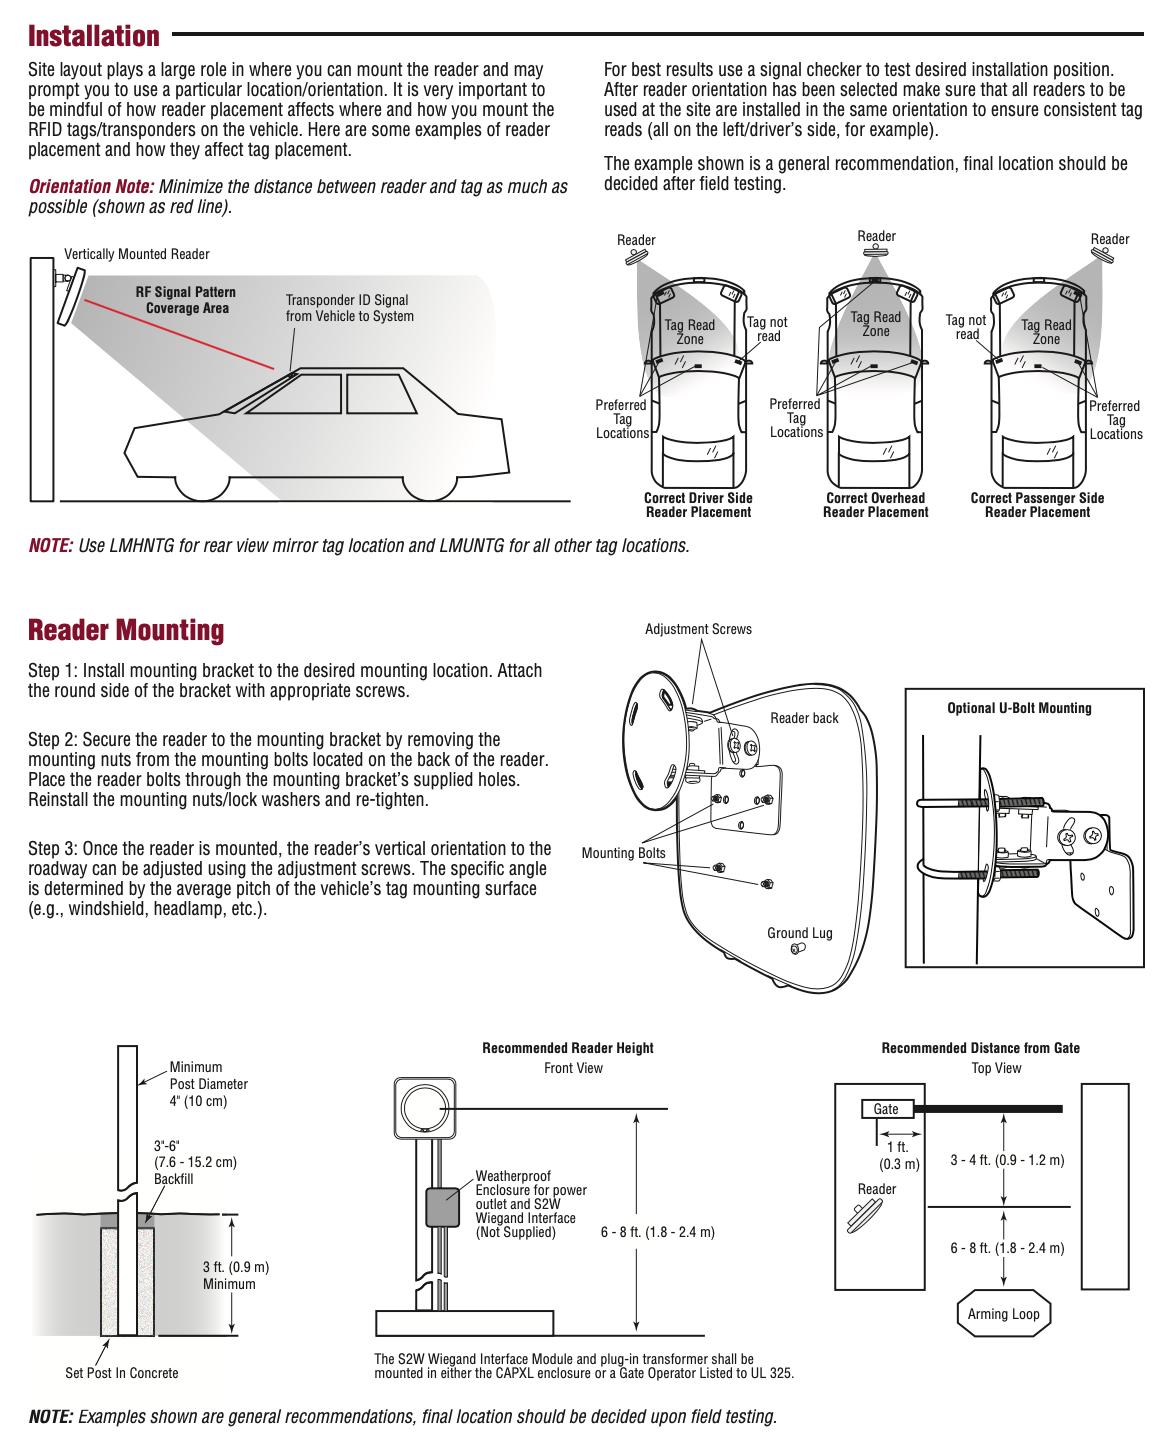 Installation
Site layout plays a large role in where you can mount the reader and may
prompt you to use a particular location/orientation. It is very important to
be mindful of how reader placement affects where and how you mount the
RFID tags/transponders on the vehicle. Here are some examples of reader
placement and how they affect tag placement.
Orientation Note: Minimize the distance between reader and tag as much as
possible (shown as red line).
For best results use a signal checker to test desired installation position.
After reader orientation has been selected make sure that all readers to be
used at the site are installed in the same orientation to ensure consistent tag
reads (all on the left/driver's side, for example).
The example shown is a general recommendation, final location should be
decided after field testing.
Vertically Mounted Reader
RF Signal Pattern
Coverage Area
Transponder ID Signal
from Vehicle to System
Reader
Tag Read
Zone
Tag not
read
Preferred
Tag
Locations
Correct Driver Side
Reader Placement
Reader
Tag Read
Zone
Preferred
Tag
Locations
Correct Overhead
Reader Placement
Reader
Tag not
read
Tag Read
Zone
Preferred
Tag
Locations
Correct Passenger Side
Reader Placement
NOTE: Use LMHNTG for rear view mirror tag location and LMUNTG for all other tag locations.
Reader Mounting
Step 1: Install mounting bracket to the desired mounting location. Attach
the round side of the bracket with appropriate screws.
Step 2: Secure the reader to the mounting bracket by removing the
mounting nuts from the mounting bolts located on the back of the reader.
Place the reader bolts through the mounting bracket's supplied holes.
Reinstall the mounting nuts/lock washers and re-tighten.
Step 3: Once the reader is mounted, the reader's vertical orientation to the
roadway can be adjusted using the adjustment screws. The specific angle
is determined by the average pitch of the vehicle's tag mounting surface
(e.g., windshield, headlamp, etc.).
Adjustment Screws
Reader back
Mounting Bolts
Ground Lug
Optional U-Bolt Mounting
Minimum
Post Diameter
4" (10 cm)
3"-6"
(7.6 - 15.2 cm)
Backfill
3 ft. (0.9 m)
Minimum
Set Post In Concrete
Recommended Reader Height
Front View
Weatherproof
Enclosure for power
outlet and S2W
Wiegand Interface
(Not Supplied)
6 - 8 ft. (1.8 - 2.4 m)
The S2W Wiegand Interface Module and plug-in transformer shall be
mounted in either the CAPXL enclosure or a Gate Operator Listed to UL 325.
Recommended Distance from Gate
Top View
Gate
1 ft.
(0.3 m)
3 - 4 ft. (0.9 - 1.2 m)
Reader
6 - 8 ft. (1.8 - 2.4 m)
Arming Loop
NOTE: Examples shown are general recommendations, final location should be decided upon field testing.